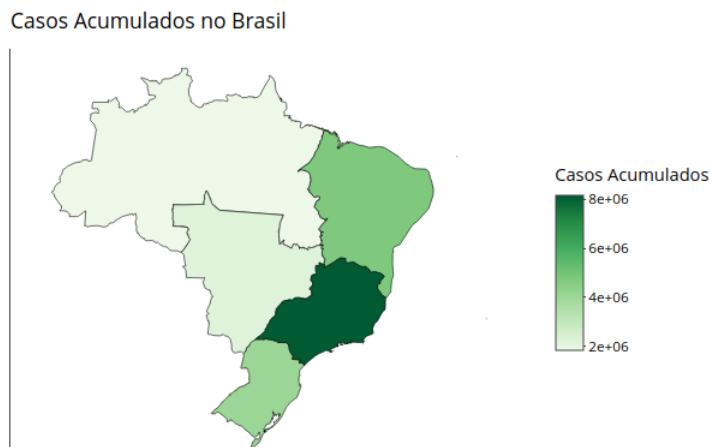 Casos Acumulados no Brasil
Casos Acumulados
8e+06
6e+06
4e+06
2e+06